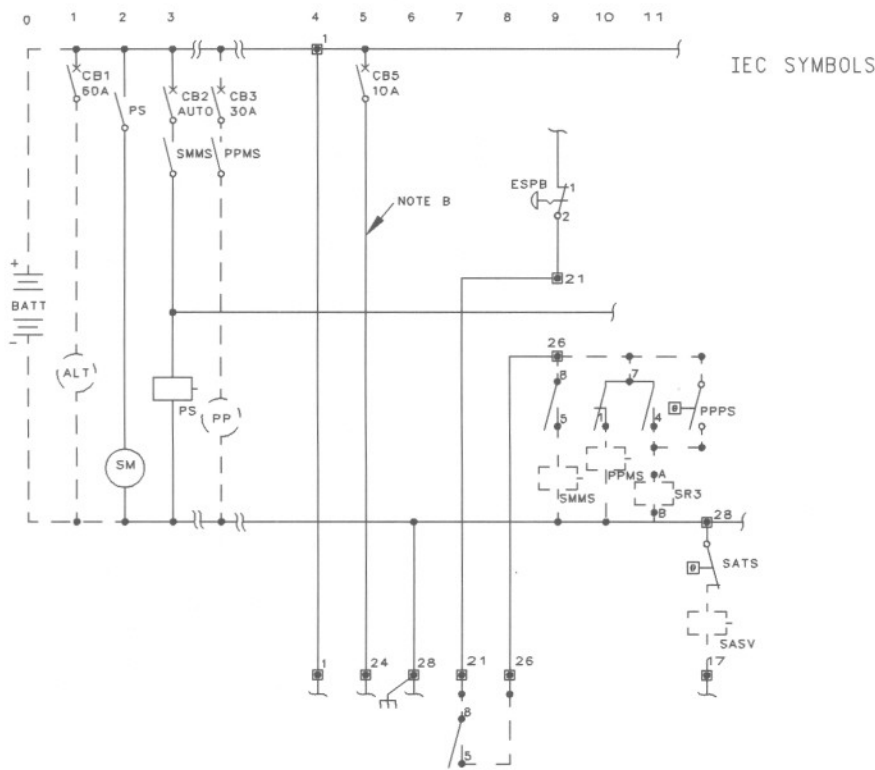 0 1 2 3 4 5 6 7 8 9 10 11
1
IEC SYMBOLS
CB1
60A
PS
CB2
AUTO
CB3
30A
CB5
10A
SMMS
PPMS
ESPB
1
2
NOTE B
21
+
BATT
-
26
ALT
8
7
PS
PP
5
1
4
PPPS
SM
SMMS
PPMS
A
SR3
B
28
SATS
SASV
1
24
28
21
26
17
8
5